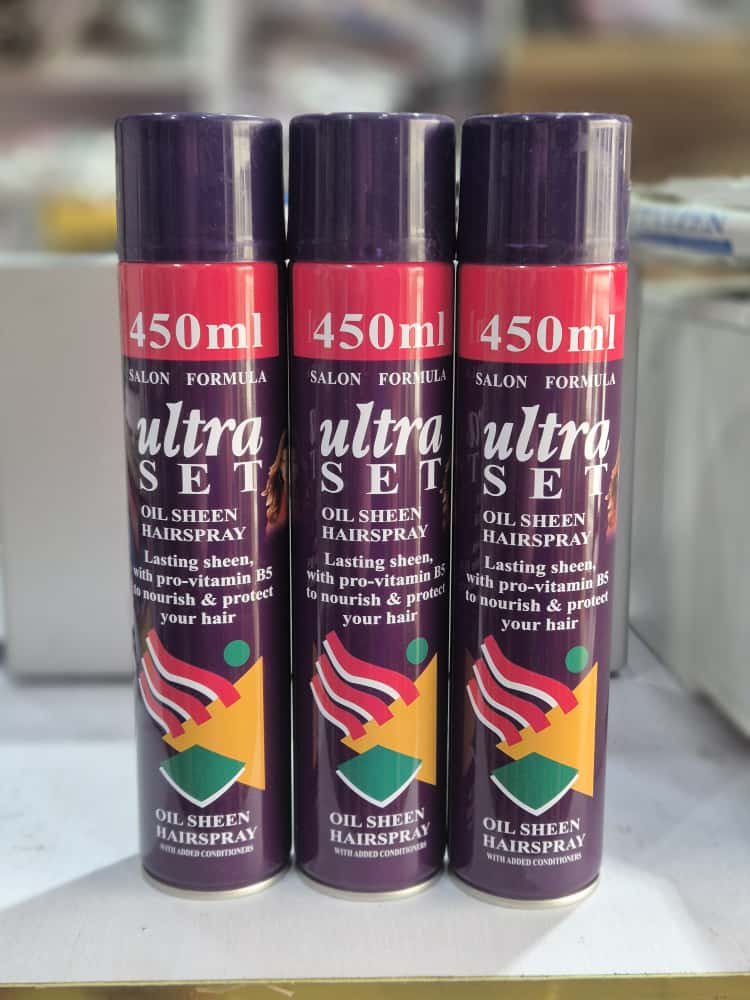 450ml
SALON FORMULA
ultra
SET
OIL SHEEN
HAIRSPRAY
Lasting sheen,
with pro-vitamin B5
to nourish & protect
your hair
OIL SHEEN
HAIRSPRAY
WITH ADDED CONDITIONERS
450ml
SALON FORMULA
ultra
SET
OIL SHEEN
HAIRSPRAY
Lasting sheen,
with pro-vitamin B5
to nourish & protect
your hair
OIL SHEEN
HAIRSPRAY
WITH ADDED CONDITIONERS
450ml
SALON FORMULA
ultra
SET
OIL SHEEN
HAIRSPRAY
Lasting sheen,
with pro-vitamin B5
to nourish & protect
your hair
OIL SHEEN
HAIRSPRAY
WITH ADDED CONDITIONERS